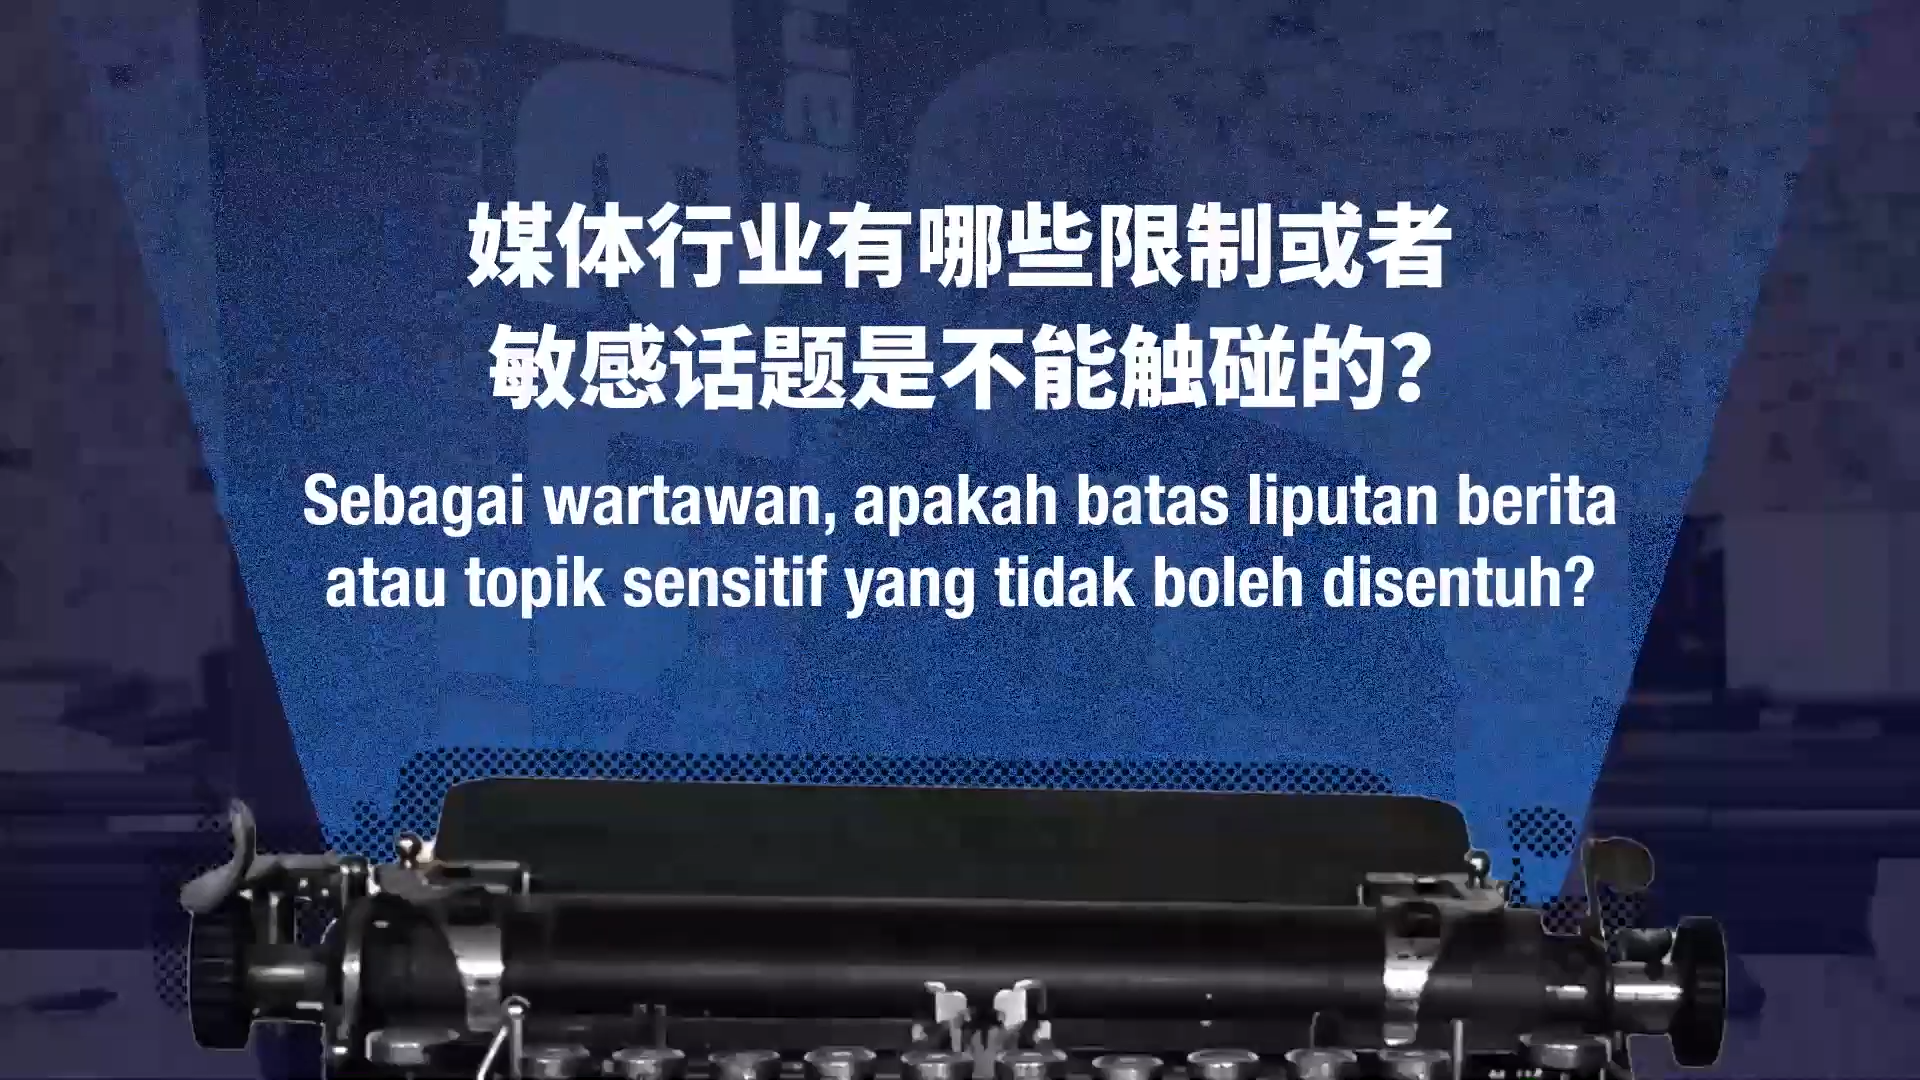 媒体行业有哪些限制或者
敏感话题是不能触碰的?
Sebagai wartawan, apakah batas liputan berita
atau topik sensitif yang tidak boleh disentuh?